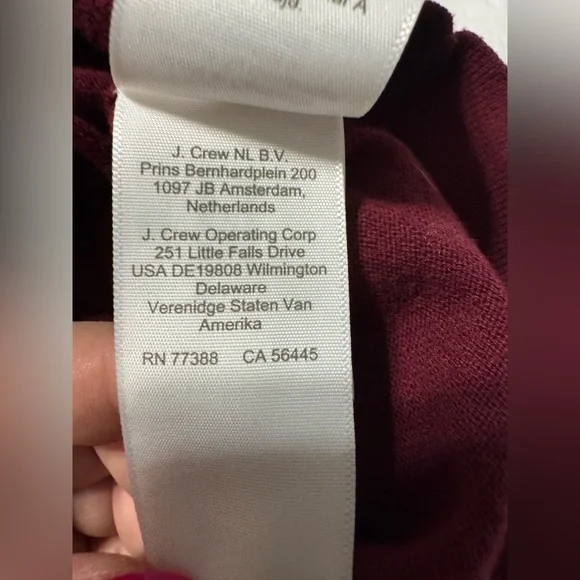 J. Crew NL B.V.
Prins Bernhardplein 200
1097 JB Amsterdam,
Netherlands
J. Crew Operating Corp
251 Little Falls Drive
USA DE19808 Wilmington
Delaware
Verenidge Staten Van
Amerika
RN 77388 CA 56445